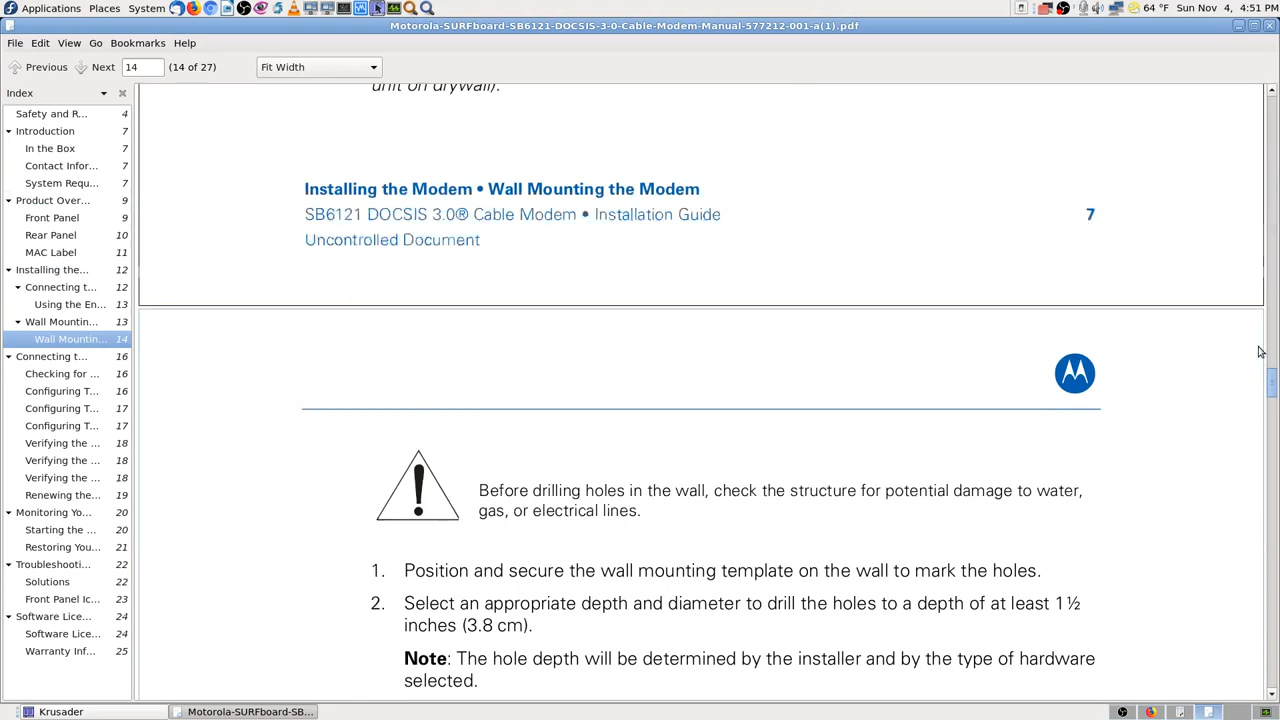 Applications Places System 64 °F Sun Nov 4, 4:51 PM
Motorola-SURFboard-SB6121-DOCSIS-3-0-Cable-Modem-Manual-577212-001-a(1).pdf
File Edit View Go Bookmarks Help
Previous Next 14 (14 of 27) Fit Width
Index
Safety and R... 4
Introduction 7
In the Box 7
Contact Infor... 7
System Requ... 7
Product Over... 9
Front Panel 9
Rear Panel 10
MAC Label 11
Installing the... 12
Connecting t... 12
Using the En... 13
Wall Mountin... 13
Wall Mountin... 14
Connecting t... 16
Checking for ... 16
Configuring T... 16
Configuring T... 17
Configuring T... 17
Verifying the ... 18
Verifying the ... 18
Verifying the ... 18
Renewing the... 19
Monitoring Yo... 20
Starting the ... 20
Restoring You... 21
Troubleshooti... 22
Solutions 22
Front Panel Ic... 23
Software Lice... 24
Software Lice... 24
Warranty Inf... 25
unit on drywall).
Installing the Modem • Wall Mounting the Modem
SB6121 DOCSIS 3.0® Cable Modem • Installation Guide 7
Uncontrolled Document
Before drilling holes in the wall, check the structure for potential damage to water,
gas, or electrical lines.
1. Position and secure the wall mounting template on the wall to mark the holes.
2. Select an appropriate depth and diameter to drill the holes to a depth of at least 1½
inches (3.8 cm).
Note: The hole depth will be determined by the installer and by the type of hardware
selected.
Krusader Motorola-SURFboard-SB...